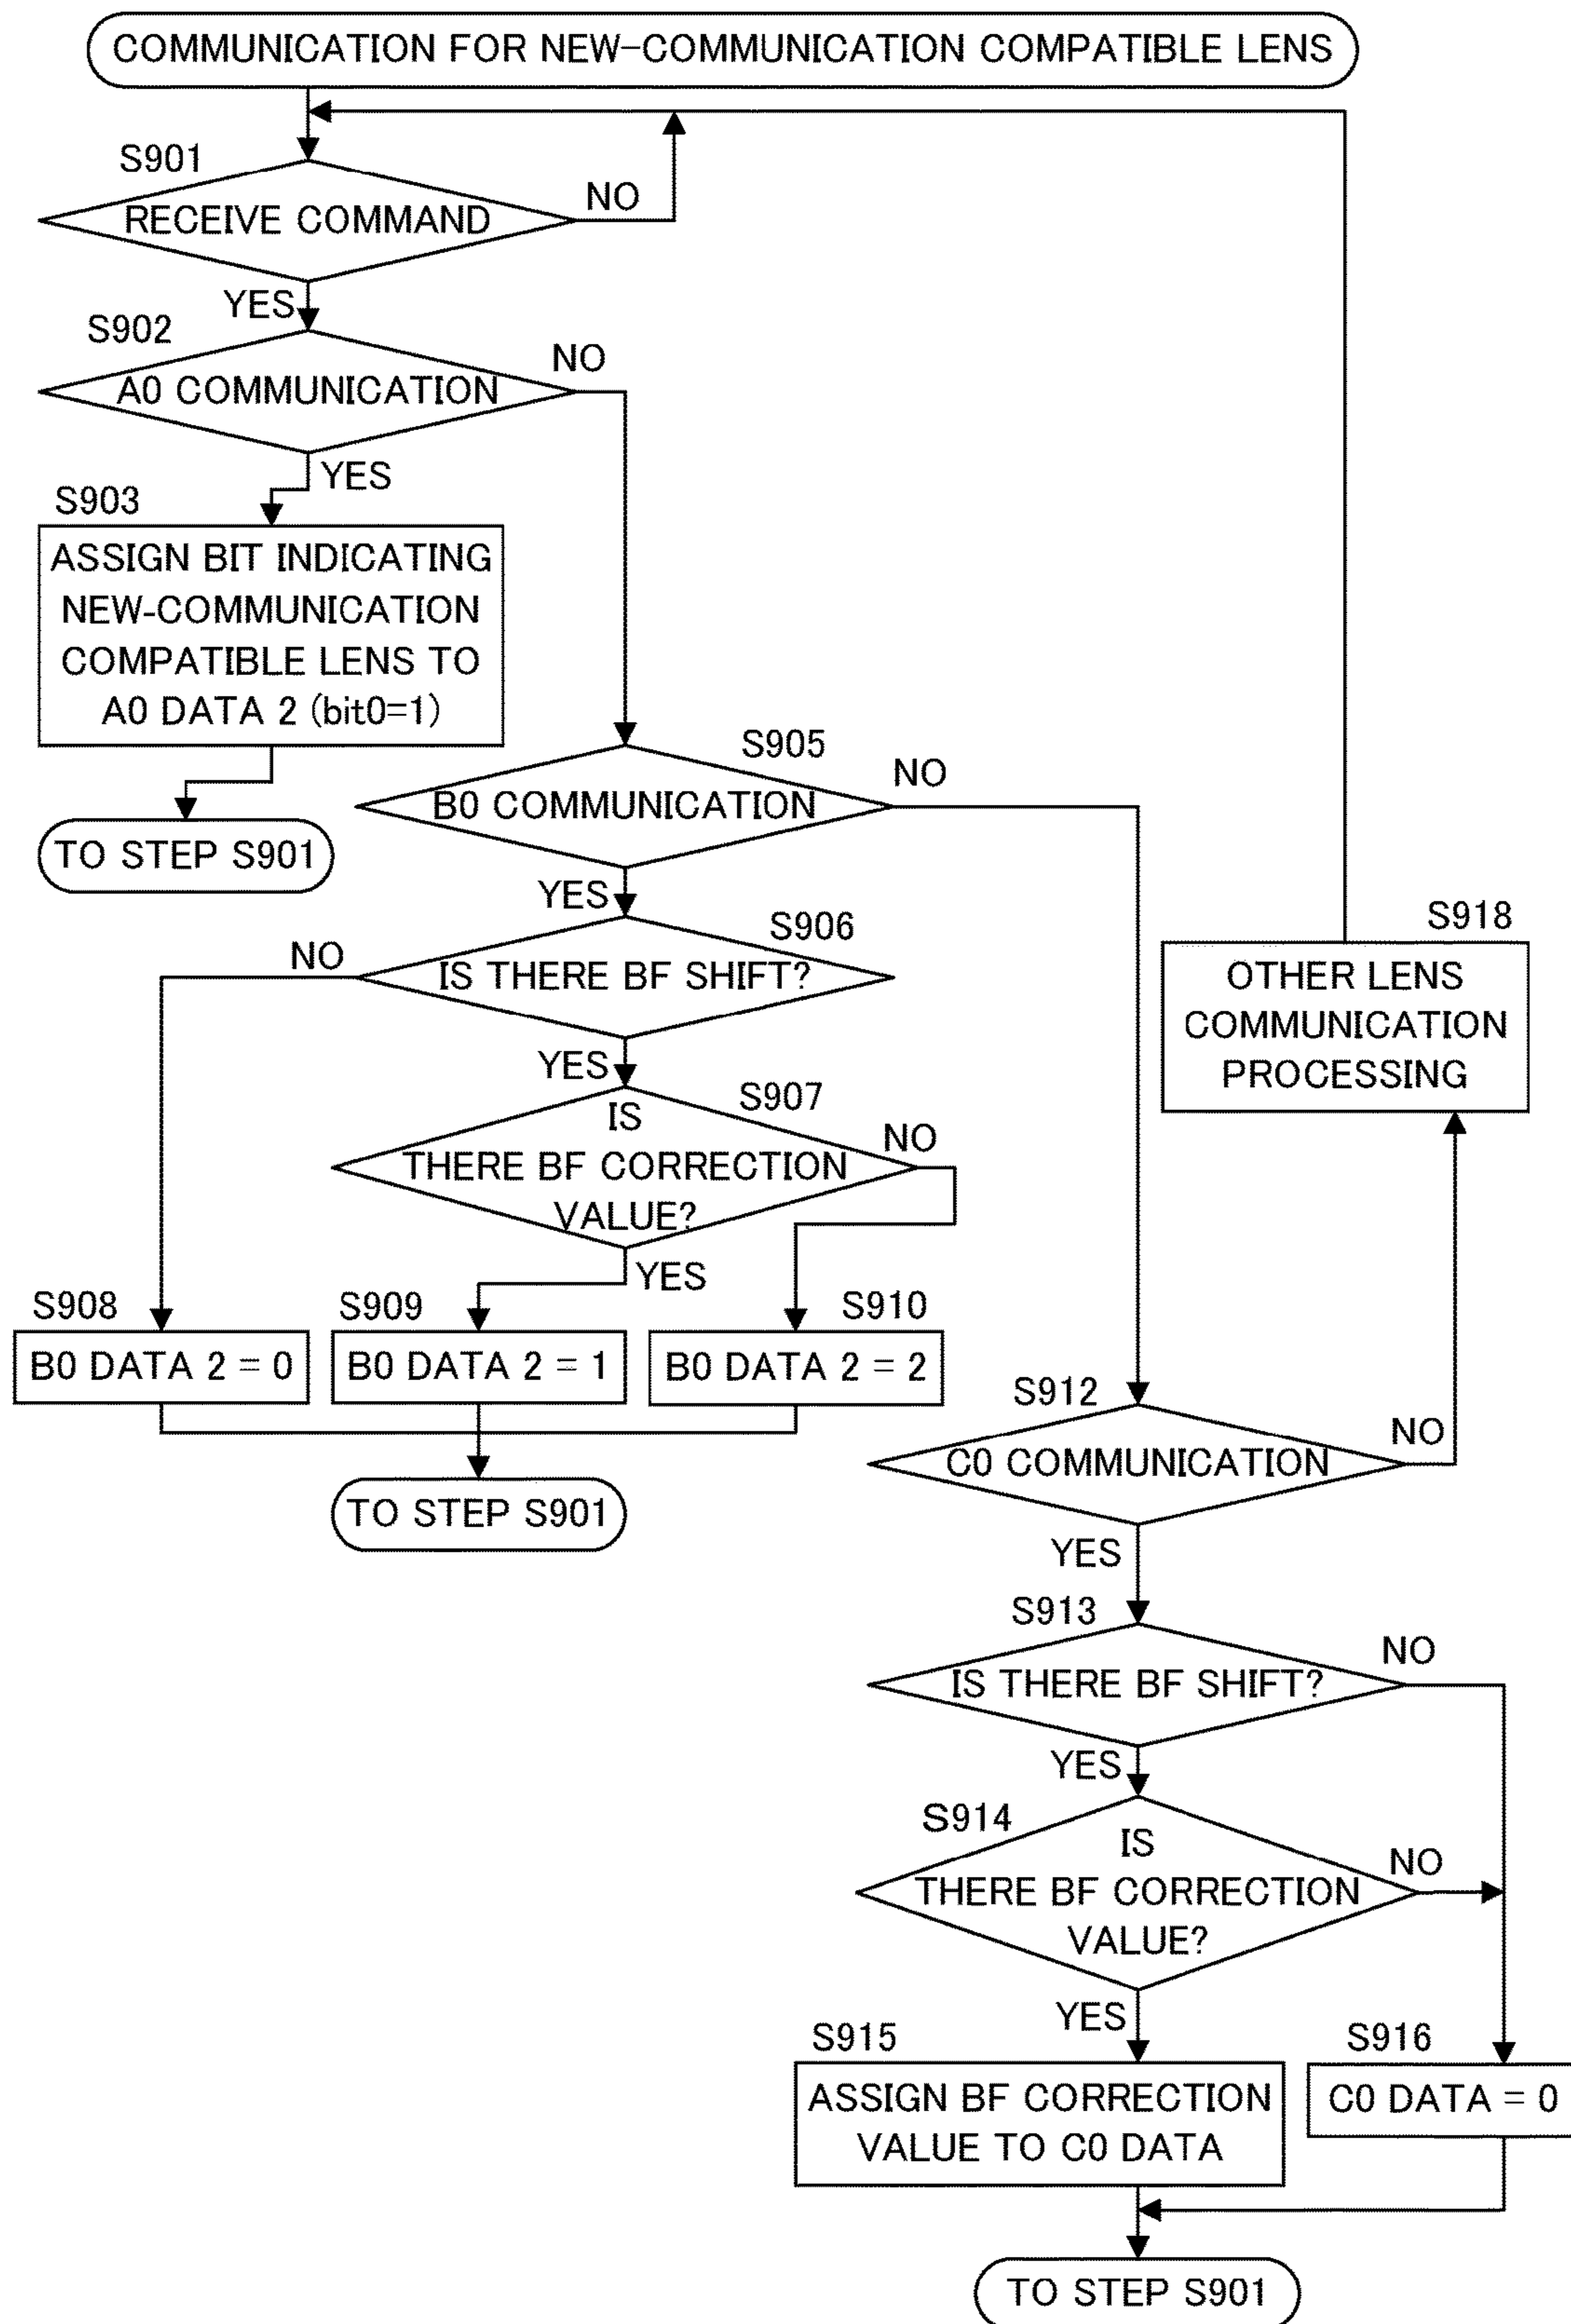 COMMUNICATION FOR NEW-COMMUNICATION COMPATIBLE LENS
S901
RECEIVE COMMAND
NO
YES
S902
A0 COMMUNICATION
NO
YES
S903
ASSIGN BIT INDICATING
NEW-COMMUNICATION
COMPATIBLE LENS TO
A0 DATA 2 (bit0=1)
TO STEP S901
S905
B0 COMMUNICATION
NO
YES
S906
IS THERE BF SHIFT?
NO
YES
S907
IS
THERE BF CORRECTION
VALUE?
NO
YES
S908
B0 DATA 2 = 0
S909
B0 DATA 2 = 1
S910
B0 DATA 2 = 2
TO STEP S901
S918
OTHER LENS
COMMUNICATION
PROCESSING
S912
C0 COMMUNICATION
NO
YES
S913
IS THERE BF SHIFT?
NO
YES
S914
IS
THERE BF CORRECTION
VALUE?
NO
YES
S915
ASSIGN BF CORRECTION
VALUE TO C0 DATA
S916
C0 DATA = 0
TO STEP S901